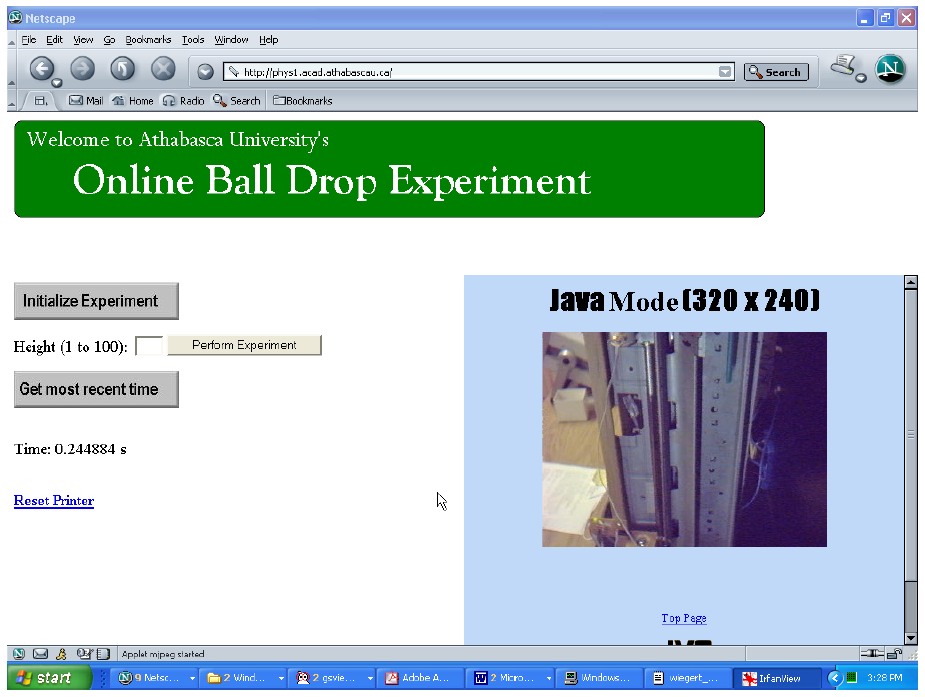 Netscape
File Edit View Go Bookmarks Tools Window Help
http://phys1.acad.athabascau.ca/ Search
Mail Home Radio Search Bookmarks
Welcome to Athabasca University's
Online Ball Drop Experiment
Initialize Experiment
Height (1 to 100): Perform Experiment
Get most recent time
Time: 0.244884 s
Reset Printer
Java Mode (320 x 240)
Top Page
Applet mjpeg started
start 9 Netsc... 2 Wind... 2 gsvie... Adobe A... 2 Micro... Windows... wiegert_... IrfanView 3:28 PM